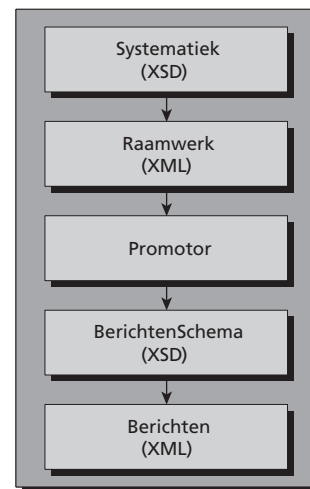 Systematiek
(XSD)
Raamwerk
(XML)
Promotor
BerichtenSchema
(XSD)
Berichten
(XML)